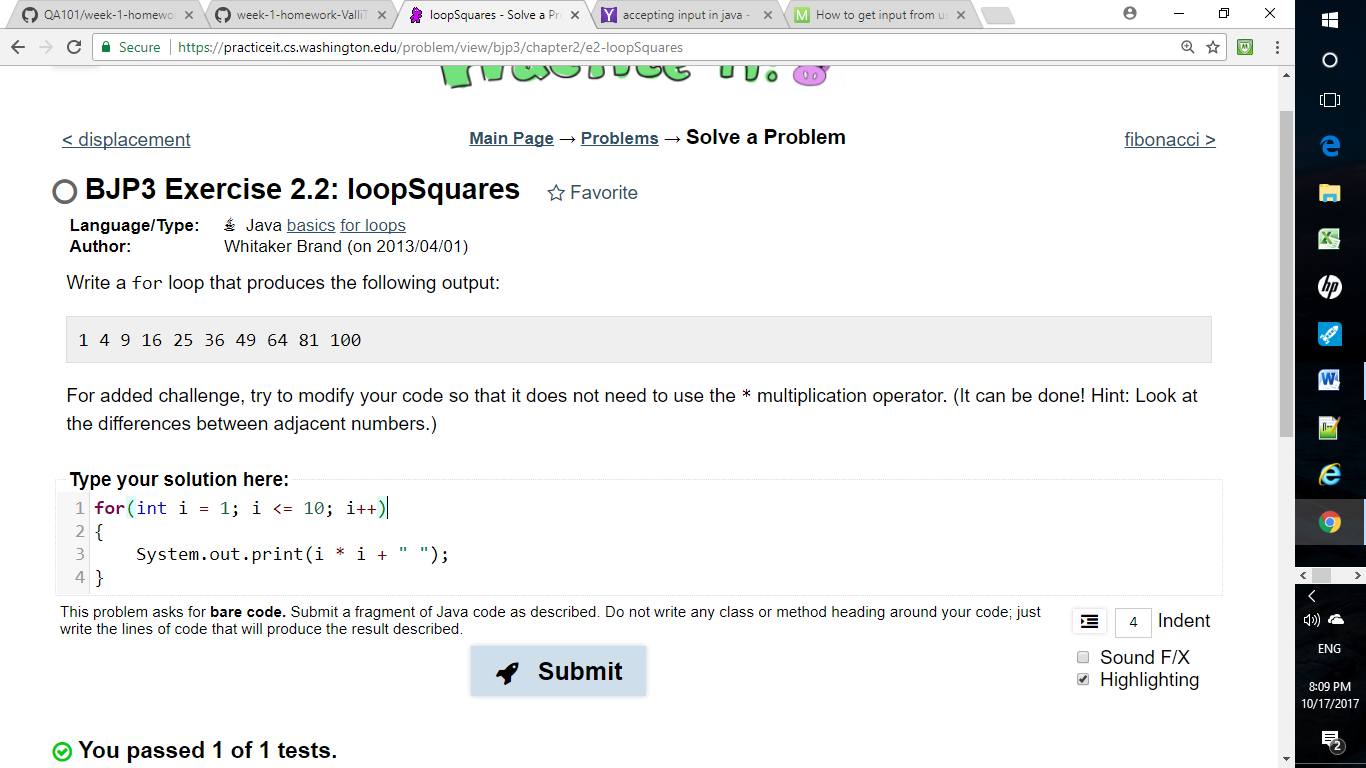 QA101/week-1-homewo
week-1-homework-ValliT
loopSquares - Solve a Pr
accepting input in java -
How to get input from u
Secure
https://practiceit.cs.washington.edu/problem/view/bjp3/chapter2/e2-loopSquares
< displacement
Main Page → Problems → Solve a Problem
fibonacci >
BJP3 Exercise 2.2: loopSquares
Favorite
Language/Type: Java basics for loops
Author: Whitaker Brand (on 2013/04/01)
Write a for loop that produces the following output:
1 4 9 16 25 36 49 64 81 100
For added challenge, try to modify your code so that it does not need to use the * multiplication operator. (It can be done! Hint: Look at
the differences between adjacent numbers.)
Type your solution here:
1 for(int i = 1; i <= 10; i++)
2 {
3 System.out.print(i * i + " ");
4 }
This problem asks for bare code. Submit a fragment of Java code as described. Do not write any class or method heading around your code; just
write the lines of code that will produce the result described.
4 Indent
Sound F/X
Highlighting
Submit
You passed 1 of 1 tests.
ENG
8:09 PM
10/17/2017
2